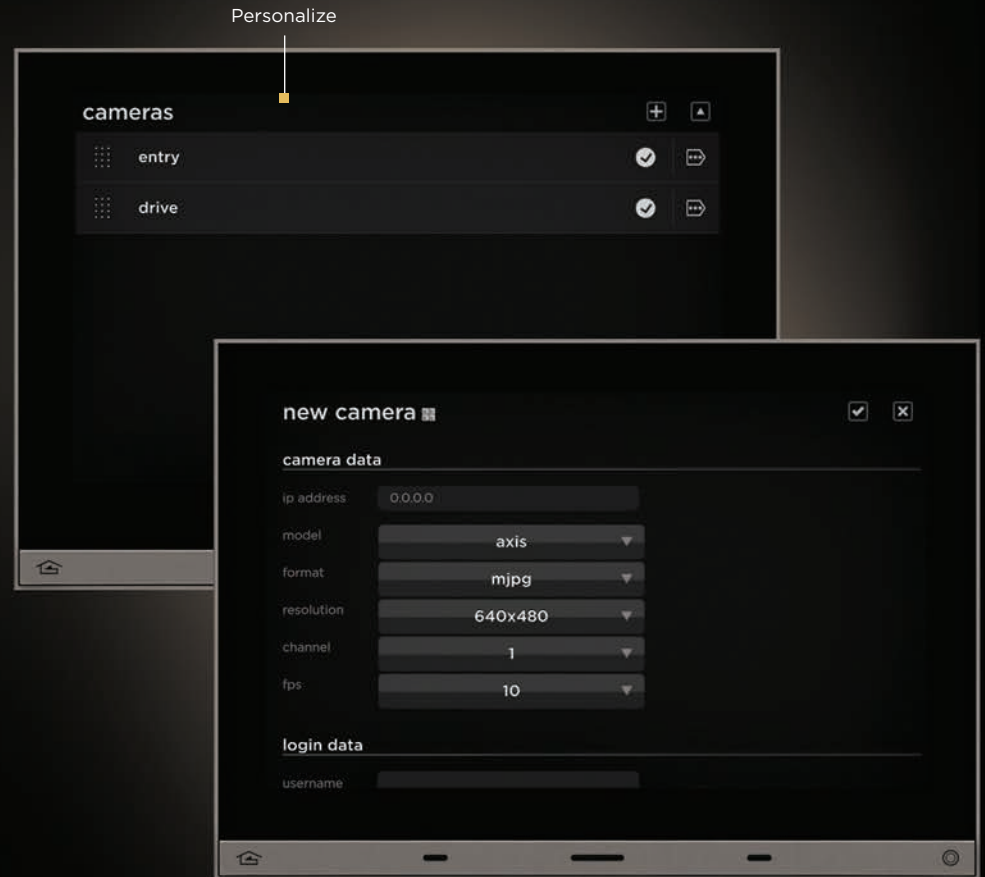 Personalize
cameras
entry
drive
new camera
camera data
ip address 0.0.0.0
model axis
format mjpg
resolution 640x480
channel 1
fps 10
login data
username